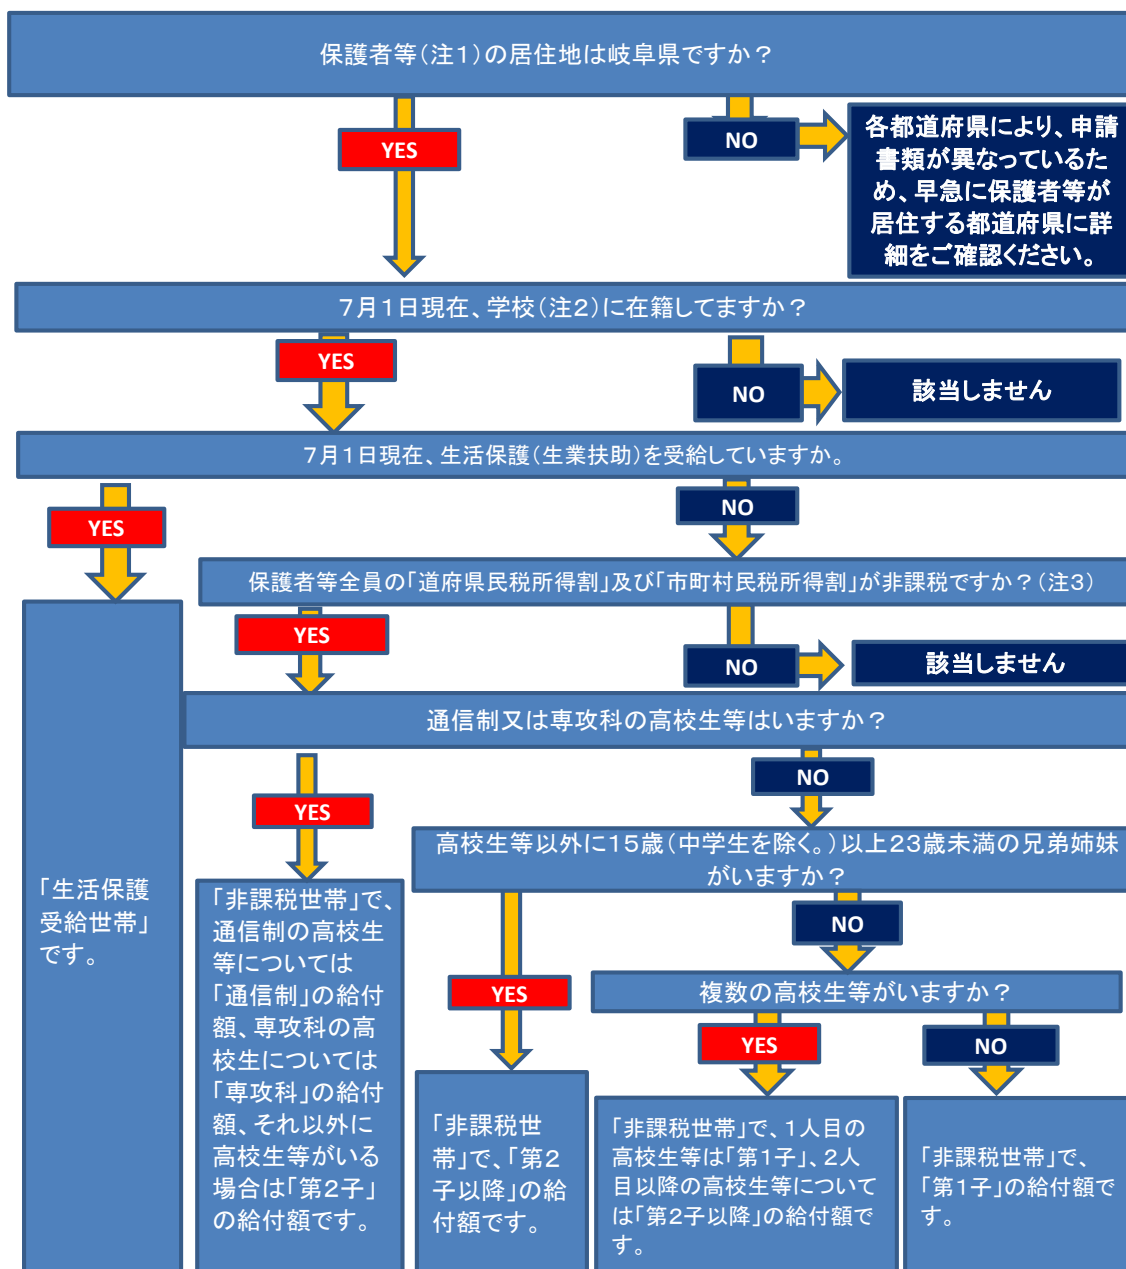 保護者等(注１)の居住地は岐阜県ですか？
YES
NO
各都道府県により、申請
書類が異なっているた
め、早急に保護者等が
居住する都道府県に詳
細をご確認ください。
７月１日現在、学校(注２)に在籍してますか？
YES
NO
該当しません
７月１日現在、生活保護(生業扶助)を受給していますか。
YES
NO
保護者等全員の「道府県民税所得割」及び「市町村民税所得割」が非課税ですか？(注３)
YES
NO
該当しません
通信制又は専攻科の高校生等はいますか？
YES
NO
高校生等以外に１５歳(中学生を除く。)以上２３歳未満の兄弟姉妹
がいますか？
YES
NO
複数の高校生等がいますか？
YES
NO
「生活保護
受給世帯」
です。
「非課税世帯」で、
通信制の高校生
等については
「通信制」の給付
額、専攻科の高
校生については
「専攻科」の給付
額、それ以外に
高校生等がいる
場合は「第２子」
の給付額です。
「非課税世
帯」で、「第２
子以降」の給
付額です。
「非課税世帯」で、１人目の
高校生等は「第１子」、２人
目以降の高校生等について
は「第２子以降」の給付額で
す。
「非課税世帯」で、
「第１子」の給付額で
す。